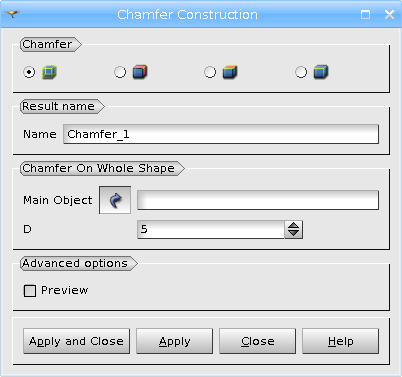 Chamfer Construction
Chamfer
Result name
Name Chamfer_1
Chamfer On Whole Shape
Main Object
D 5
Advanced options
Preview
Apply and Close Apply Close Help